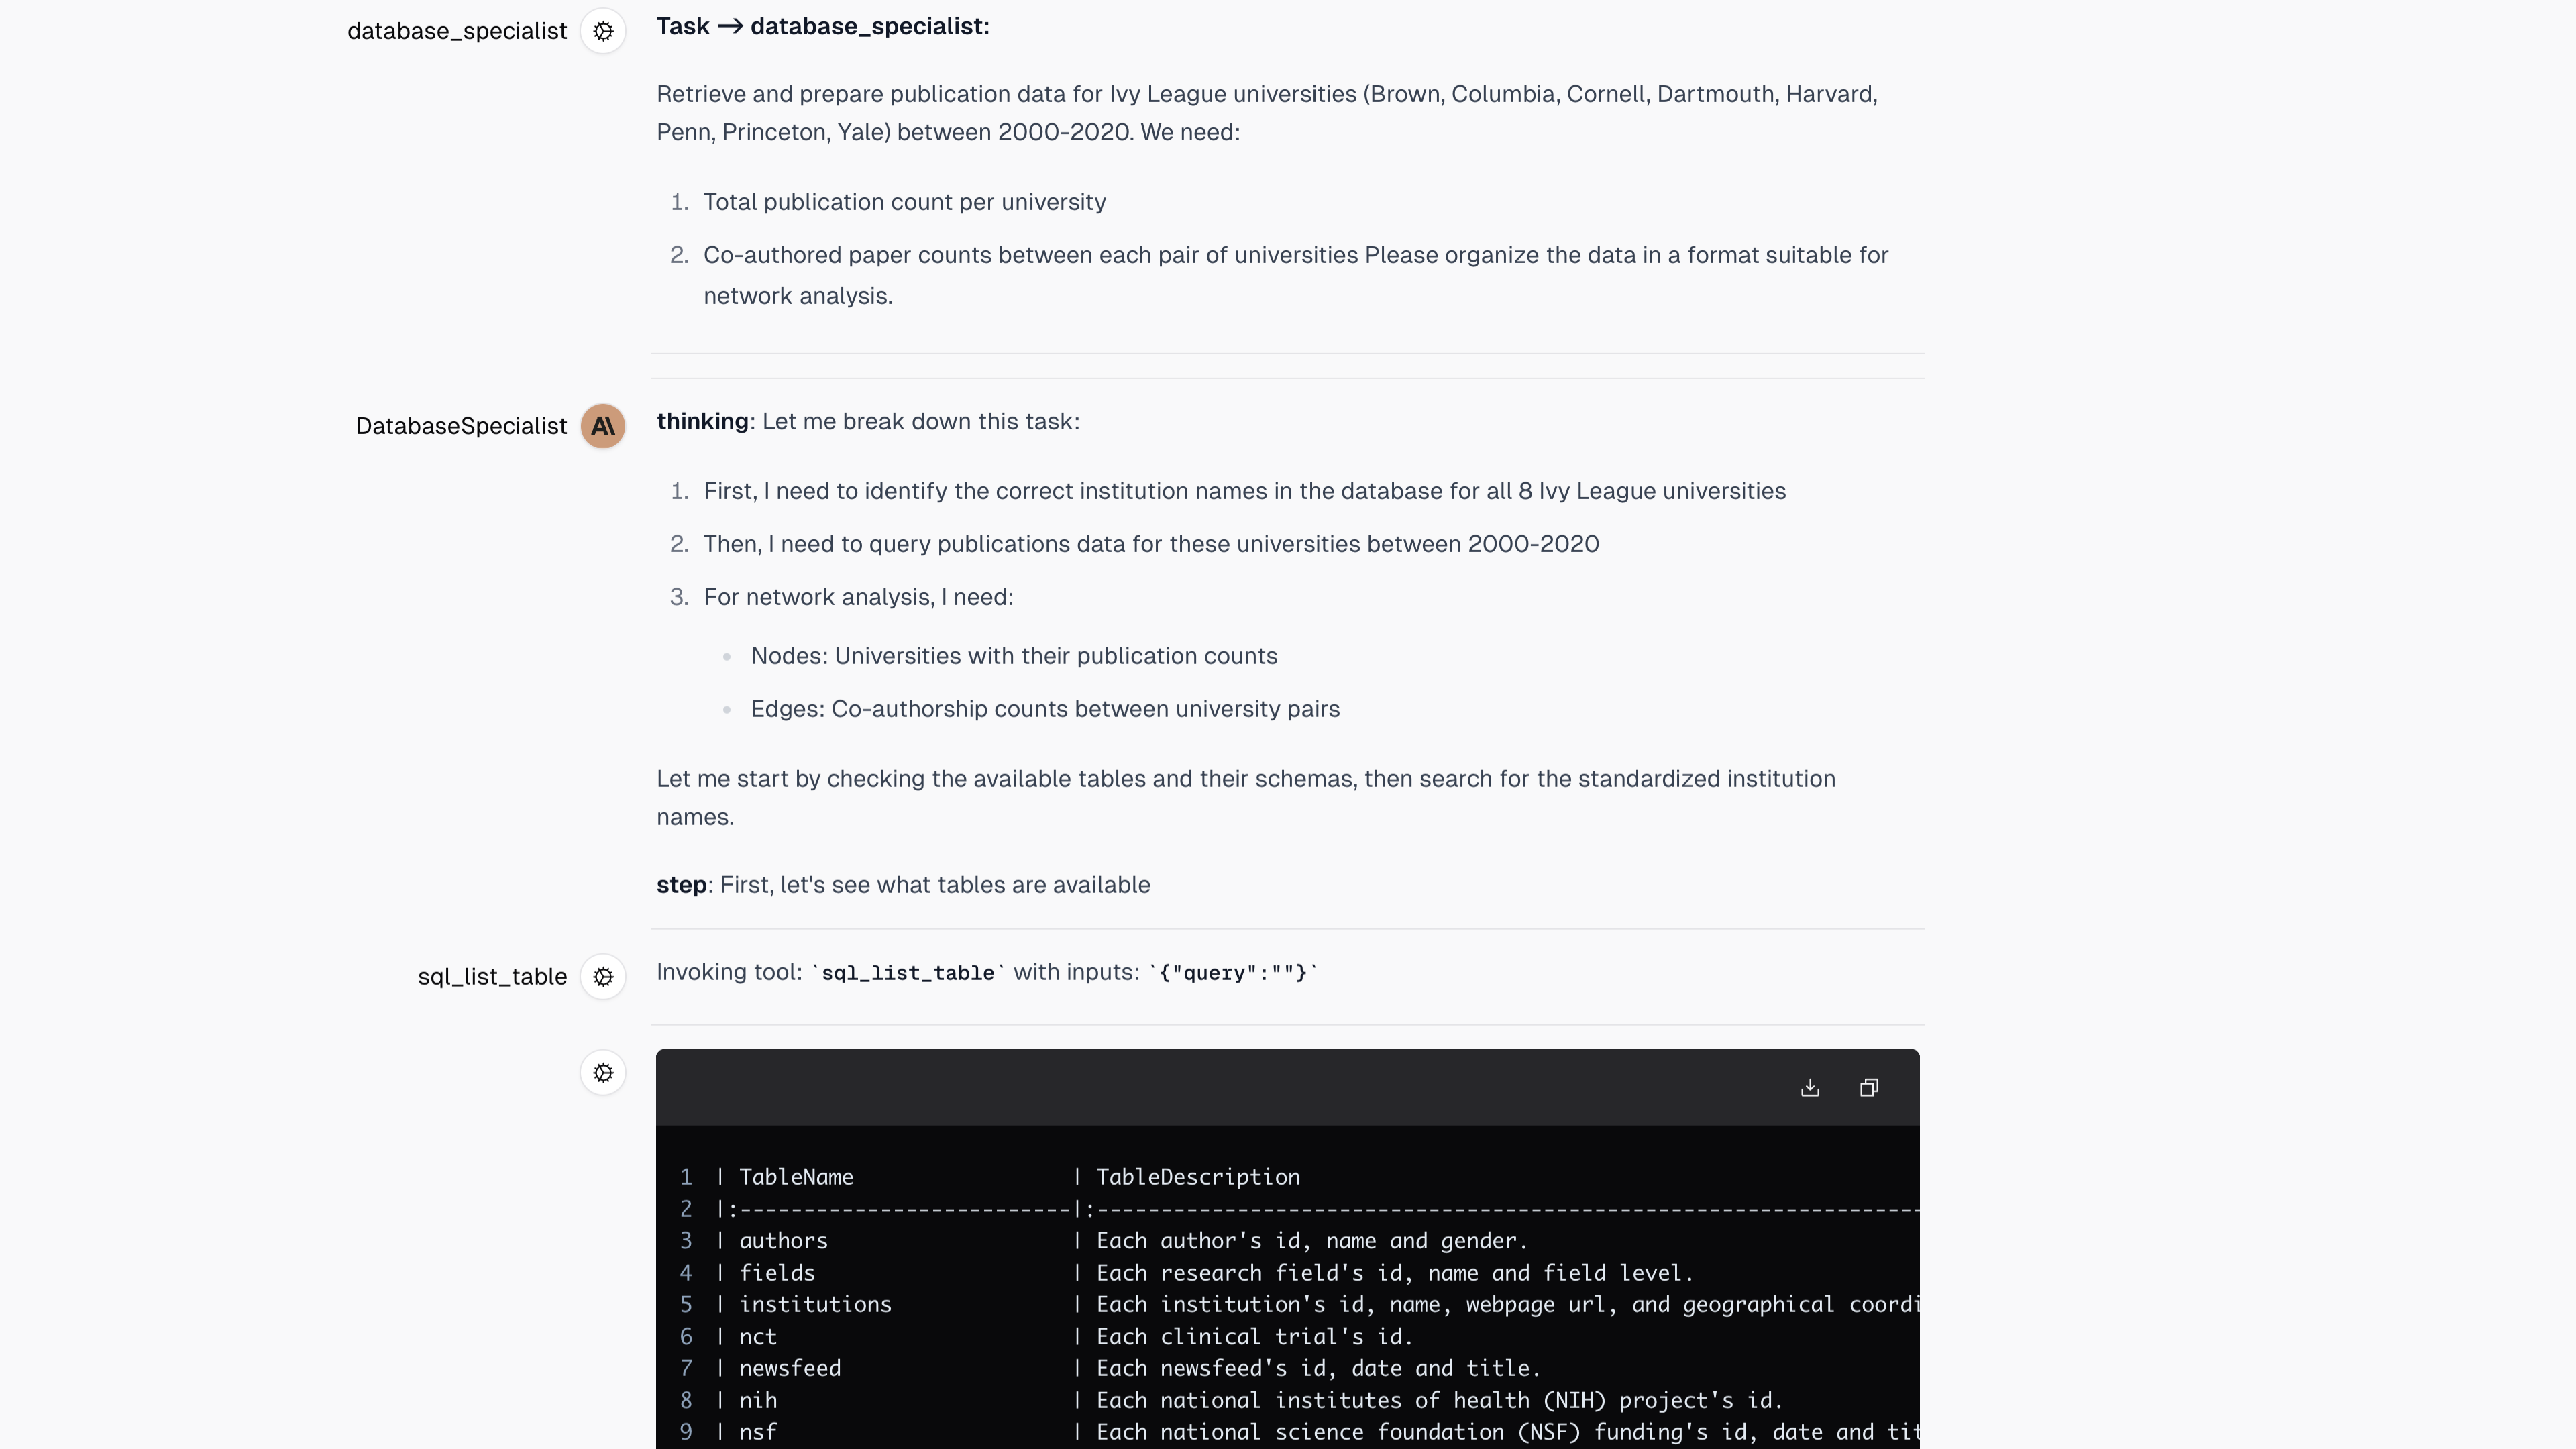 database_specialist
Task → database_specialist:
Retrieve and prepare publication data for Ivy League universities (Brown, Columbia, Cornell, Dartmouth, Harvard,
Penn, Princeton, Yale) between 2000-2020. We need:
1. Total publication count per university
2. Co-authored paper counts between each pair of universities Please organize the data in a format suitable for
network analysis.
DatabaseSpecialist
thinking: Let me break down this task:
1. First, I need to identify the correct institution names in the database for all 8 Ivy League universities
2. Then, I need to query publications data for these universities between 2000-2020
3. For network analysis, I need:
• Nodes: Universities with their publication counts
• Edges: Co-authorship counts between university pairs
Let me start by checking the available tables and their schemas, then search for the standardized institution
names.
step: First, let's see what tables are available
sql_list_table
Invoking tool: `sql_list_table` with inputs: `{"query":""}`
1 | TableName | TableDescription
2 |:--------------------------|:-----------------------------------------------------------------
3 | authors | Each author's id, name and gender.
4 | fields | Each research field's id, name and field level.
5 | institutions | Each institution's id, name, webpage url, and geographical coordi
6 | nct | Each clinical trial's id.
7 | newsfeed | Each newsfeed's id, date and title.
8 | nih | Each national institutes of health (NIH) project's id.
9 | nsf | Each national science foundation (NSF) funding's id, date and tit